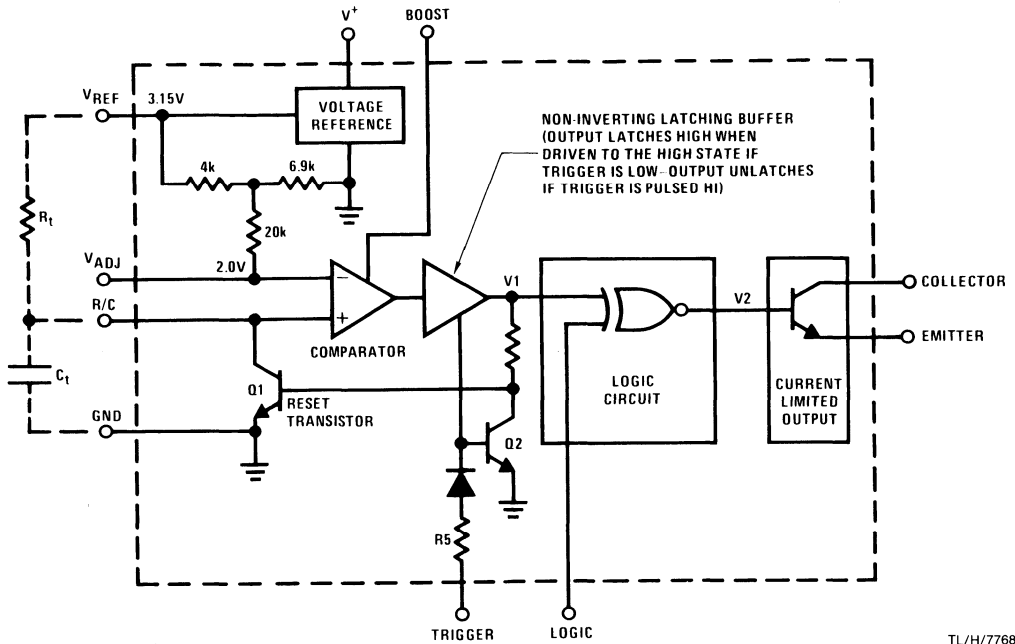 V+
BOOST
VREF
3.15V
VOLTAGE
REFERENCE
NON-INVERTING LATCHING BUFFER
(OUTPUT LATCHES HIGH WHEN
DRIVEN TO THE HIGH STATE IF
TRIGGER IS LOW–OUTPUT UNLATCHES
IF TRIGGER IS PULSED HI)
4k
6.9k
Rt
20k
VADJ
2.0V
R/C
−
+
COMPARATOR
V1
V2
COLLECTOR
EMITTER
Ct
Q1
RESET
TRANSISTOR
LOGIC
CIRCUIT
CURRENT
LIMITED
OUTPUT
GND
Q2
R5
TRIGGER
LOGIC
TL/H/7768